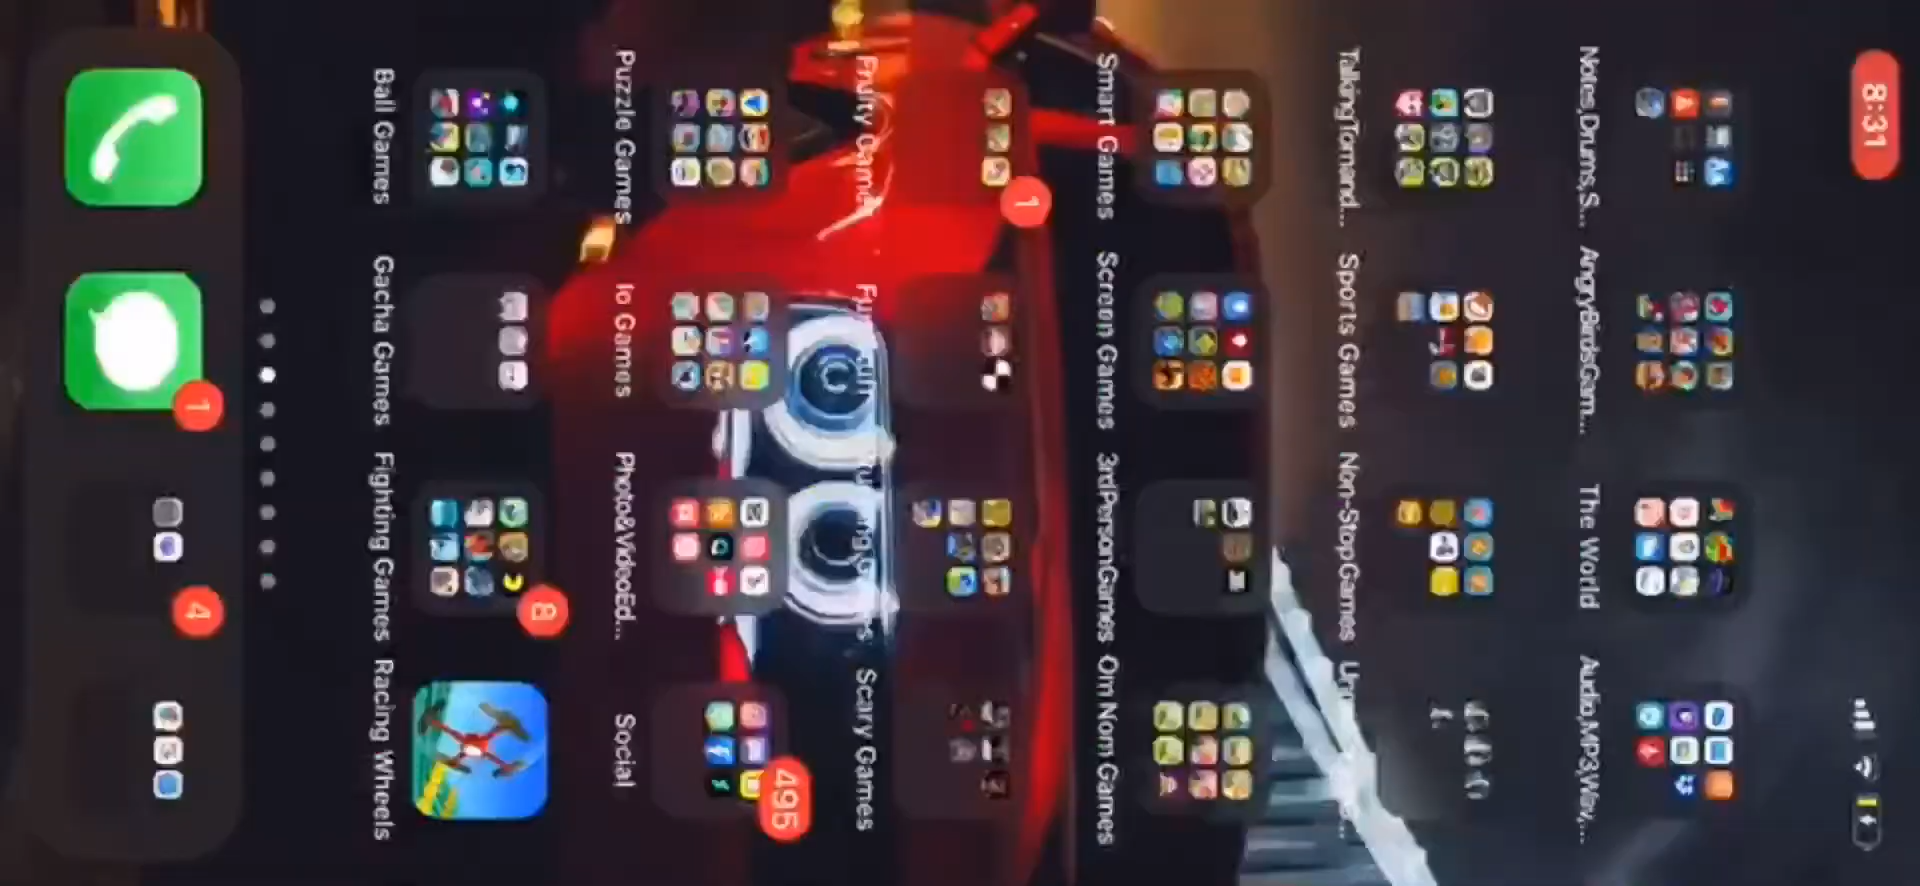 8:31
Notes,Drums,S...
AngryBirdsGam...
The World
Audio,MP3,Wav,...
TalkingTomand...
Sports Games
Non-StopGames
Smart Games
Screen Games
3rdPersonGames
Om Nom Games
1
Fruity Games
Scary Games
Puzzle Games
Io Games
Photo&VideoEd...
495
Social
Ball Games
Gacha Games
8
Fighting Games
Racing Wheels
1
4